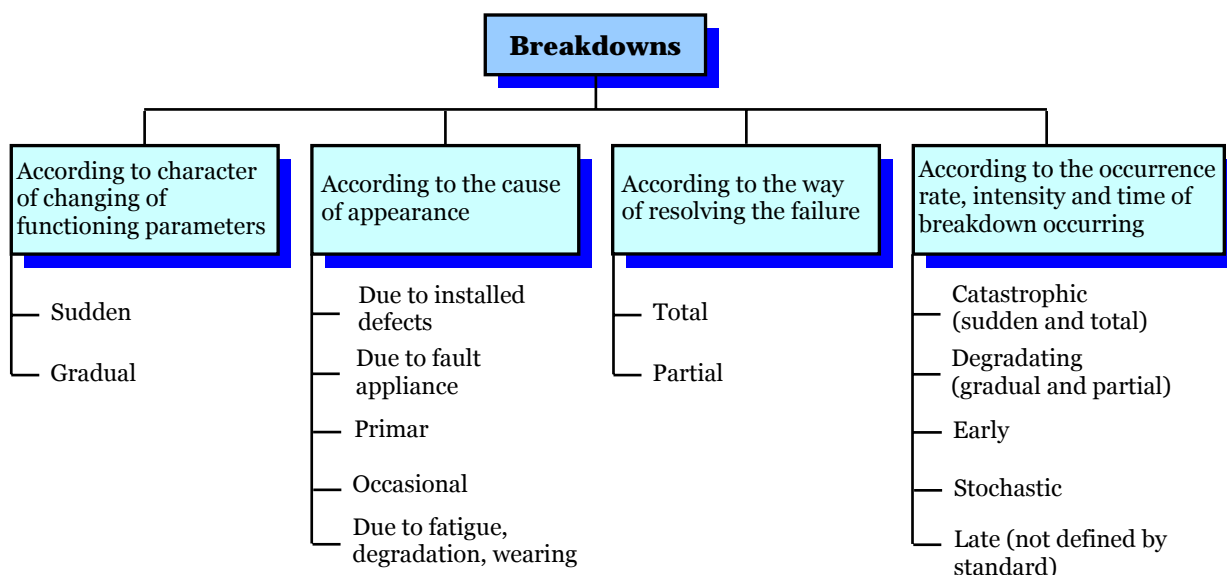 Breakdowns
According to character
of changing of
functioning parameters
Sudden
Gradual
According to the cause
of appearance
Due to installed
defects
Due to fault
appliance
Primar
Occasional
Due to fatigue,
degradation, wearing
According to the way
of resolving the failure
Total
Partial
According to the occurrence
rate, intensity and time of
breakdown occurring
Catastrophic
(sudden and total)
Degradating
(gradual and partial)
Early
Stochastic
Late (not defined by
standard)